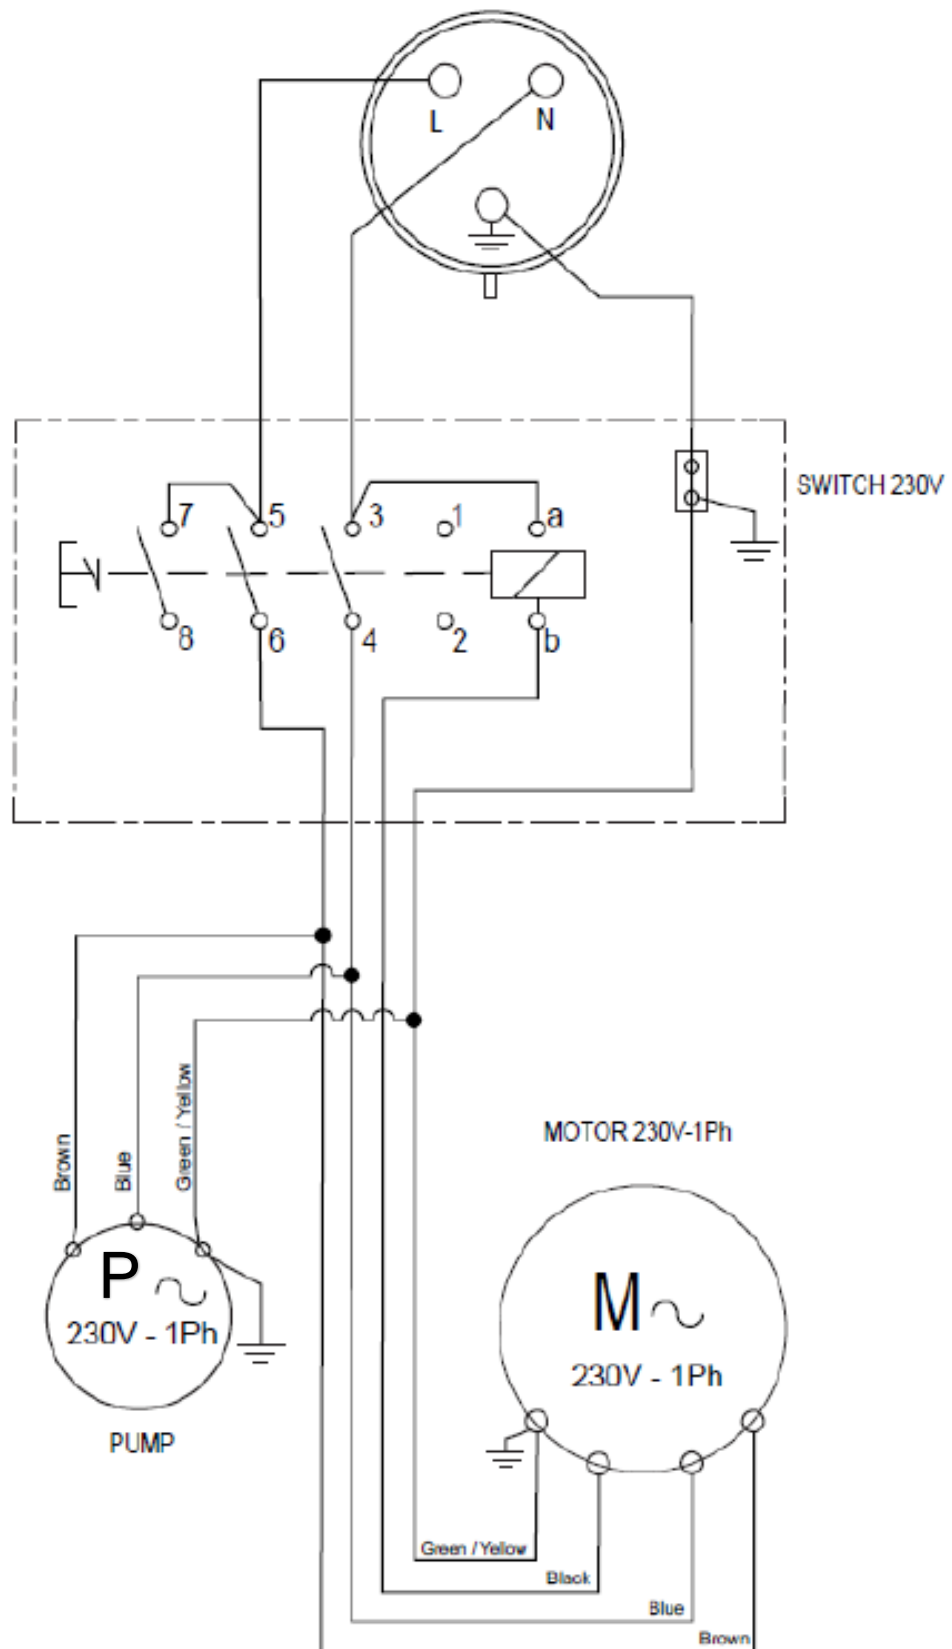 L
N
SWITCH 230V
7
5
3
1
a
8
6
4
2
b
Brown
Blue
Green / Yellow
MOTOR 230V-1Ph
P
230V - 1Ph
PUMP
M
230V - 1Ph
Green / Yellow
Black
Blue
Brown